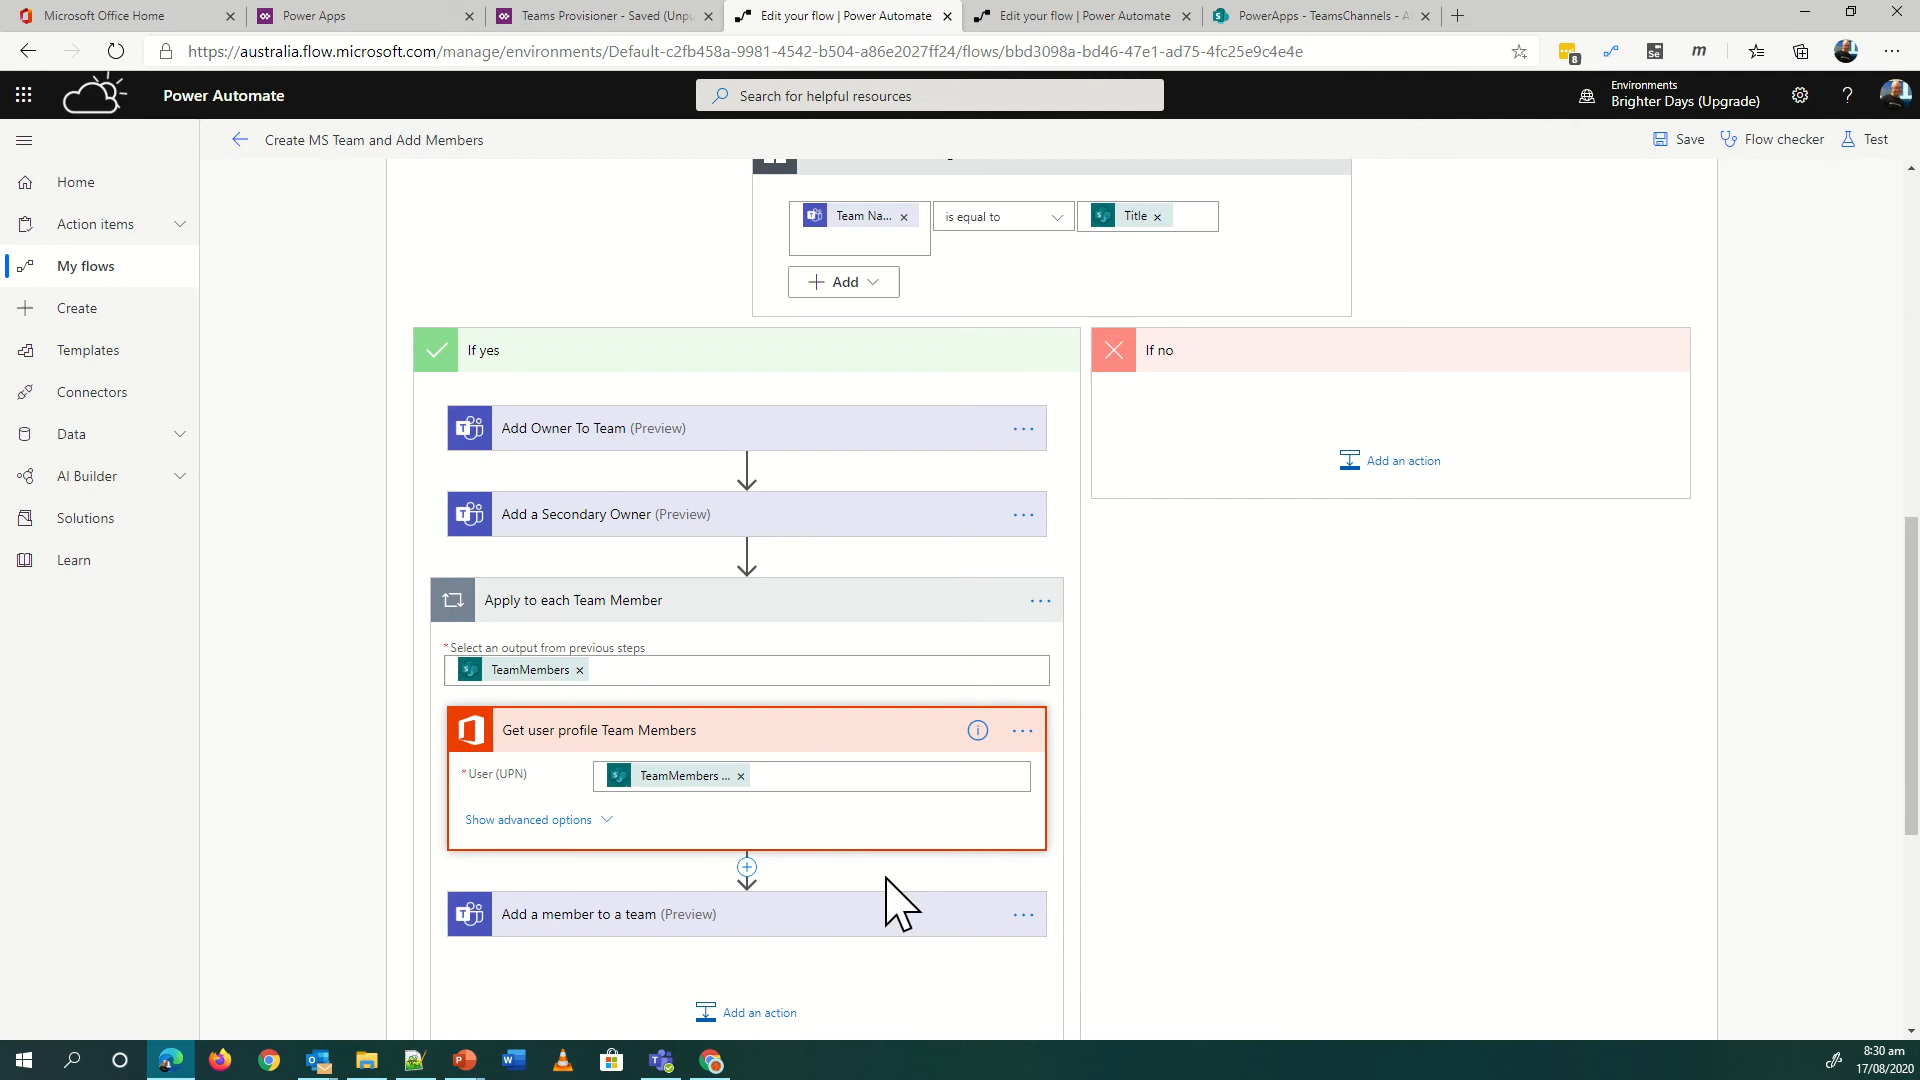 Microsoft Office Home
Power Apps
Teams Provisioner - Saved (Unpu
Edit your flow | Power Automate
Edit your flow | Power Automate
PowerApps - TeamsChannels - A
https://australia.flow.microsoft.com/manage/environments/Default-c2fb458a-9981-4542-b504-a86e2027ff24/flows/bbd3098a-bd46-47e1-ad75-4fc25e9c4e4e
8
Se
m
Power Automate
Search for helpful resources
Environments
Brighter Days (Upgrade)
?
Create MS Team and Add Members
Save
Flow checker
Test
Home
Action items
My flows
Create
Templates
Connectors
Data
AI Builder
Solutions
Learn
Team Na...
is equal to
Title
Add
If yes
If no
Add Owner To Team (Preview)
Add an action
Add a Secondary Owner (Preview)
Apply to each Team Member
* Select an output from previous steps
TeamMembers
Get user profile Team Members
* User (UPN)
TeamMembers ...
Show advanced options
Add a member to a team (Preview)
Add an action
8:30 am
17/08/2020